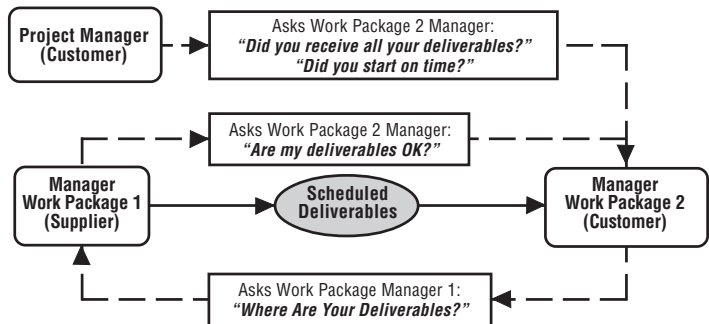 Project Manager
(Customer)
Asks Work Package 2 Manager:
“Did you receive all your deliverables?”
“Did you start on time?”
Asks Work Package 2 Manager:
“Are my deliverables OK?”
Manager
Work Package 1
(Supplier)
Scheduled
Deliverables
Manager
Work Package 2
(Customer)
Asks Work Package Manager 1:
“Where Are Your Deliverables?”